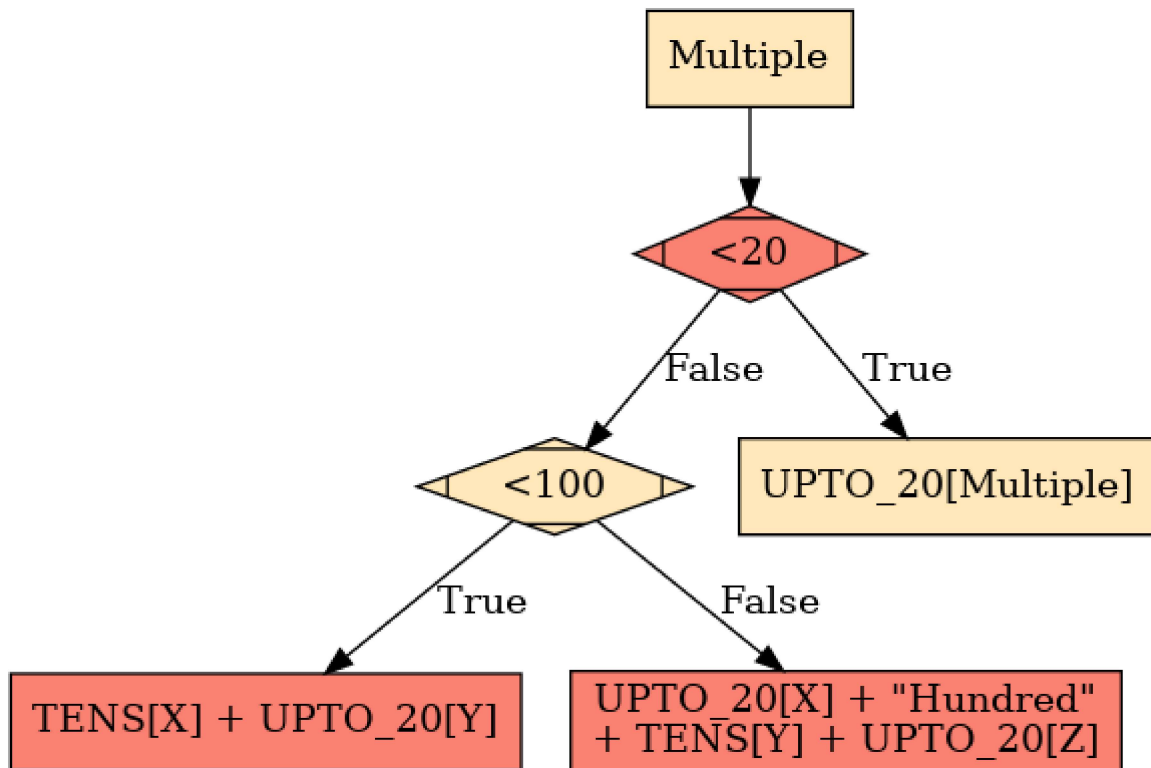 Multiple
<20
False
True
<100
UPTO_20[Multiple]
True
False
TENS[X] + UPTO_20[Y]
UPTO_20[X] + "Hundred"
+ TENS[Y] + UPTO_20[Z]